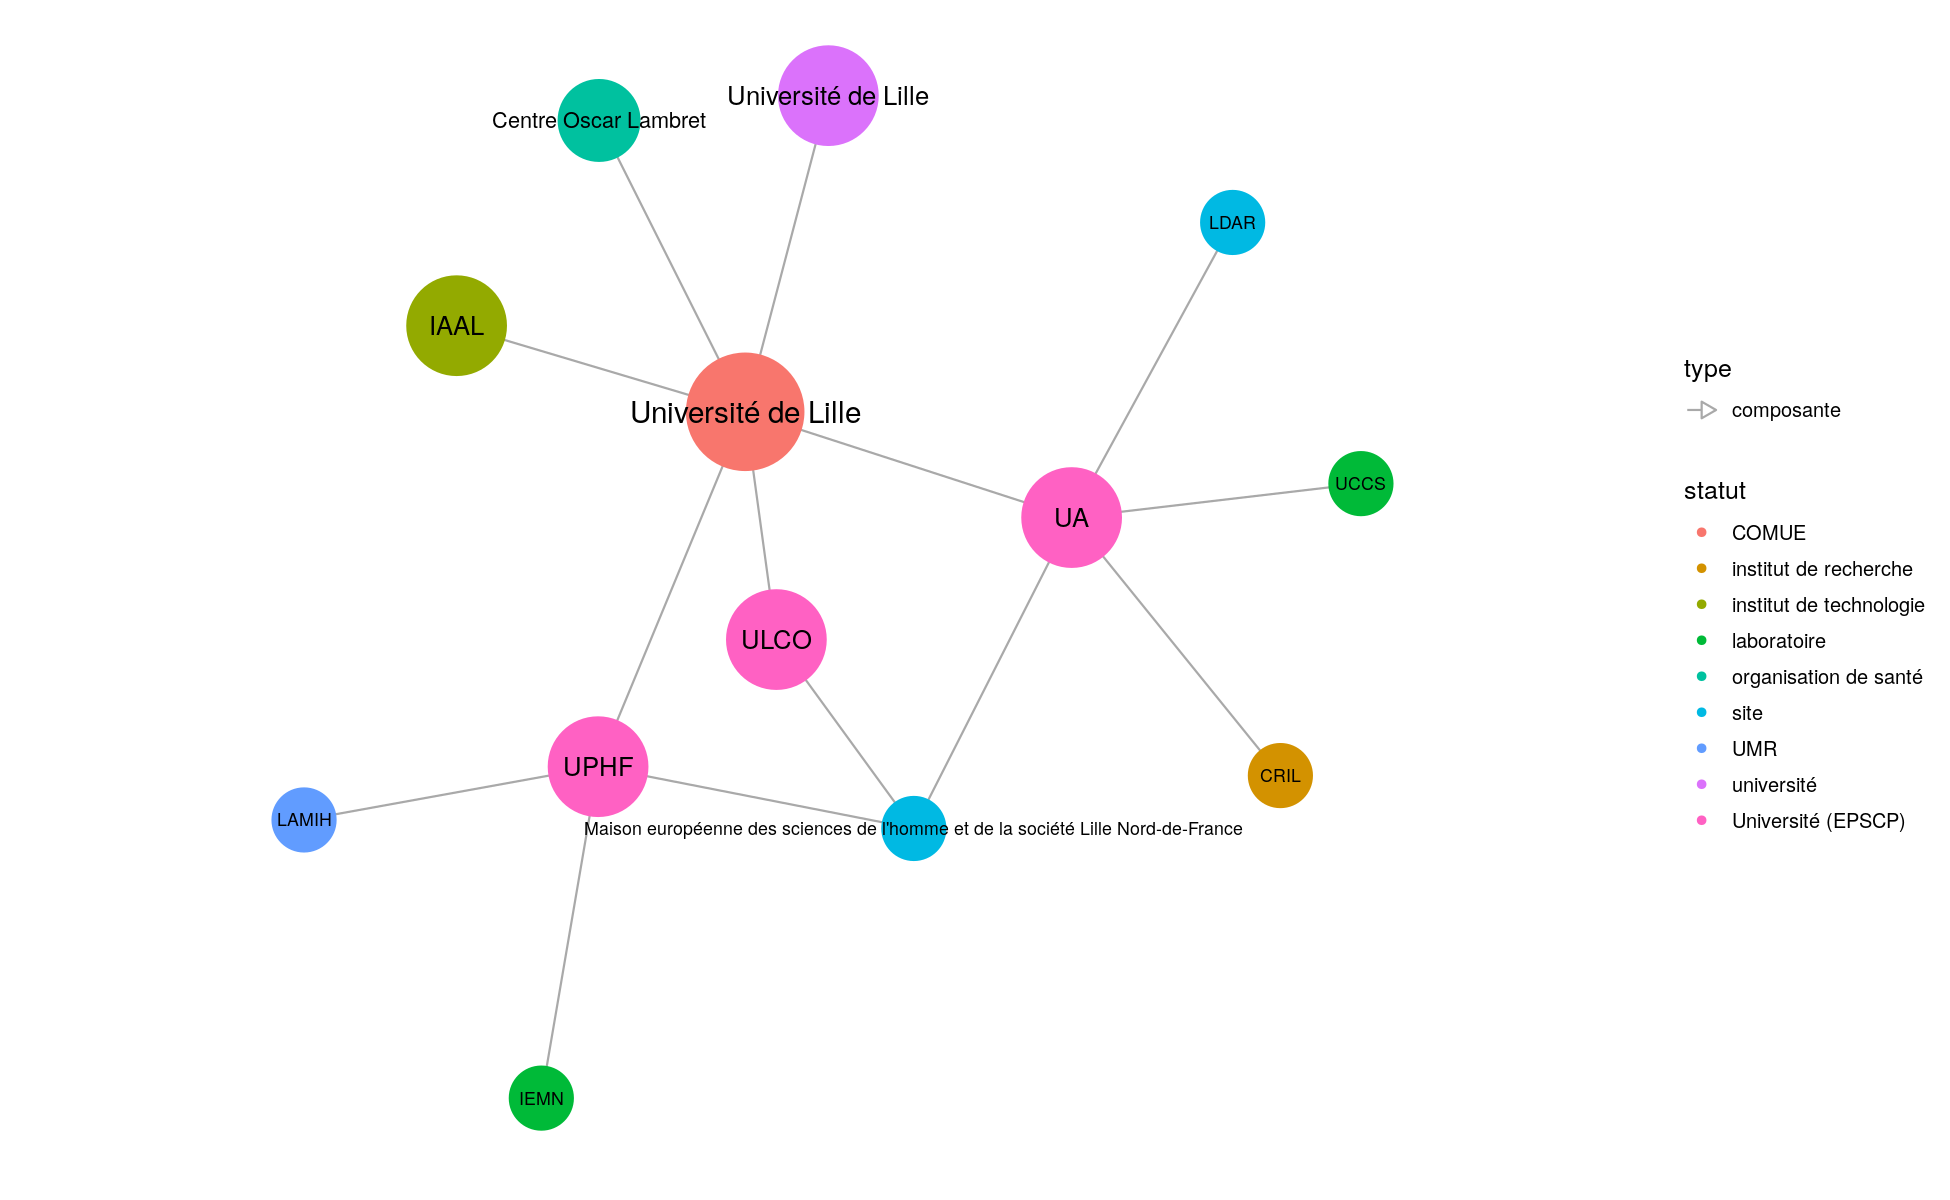 Université de Lille
Centre Oscar Lambret
LDAR
IAAL
Université de Lille
UCCS
UA
ULCO
UPHF
CRIL
LAMIH
Maison européenne des sciences de l'homme et de la société Lille Nord-de-France
IEMN
type
composante
statut
COMUE
institut de recherche
institut de technologie
laboratoire
organisation de santé
site
UMR
université
Université (EPSCP)